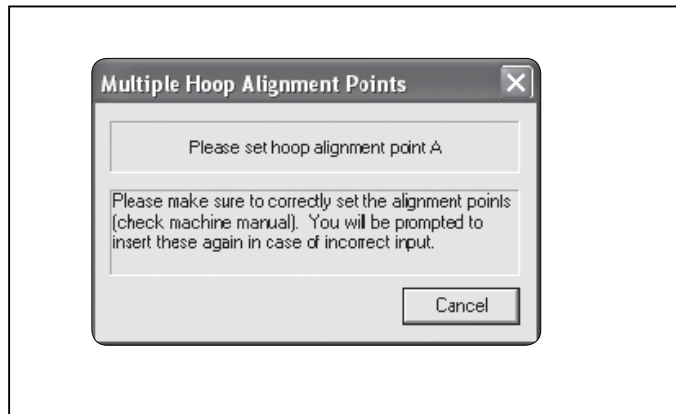 Multiple Hoop Alignment Points
Please set hoop alignment point A
Please make sure to correctly set the alignment points
(check machine manual). You will be prompted to
insert these again in case of incorrect input.
Cancel